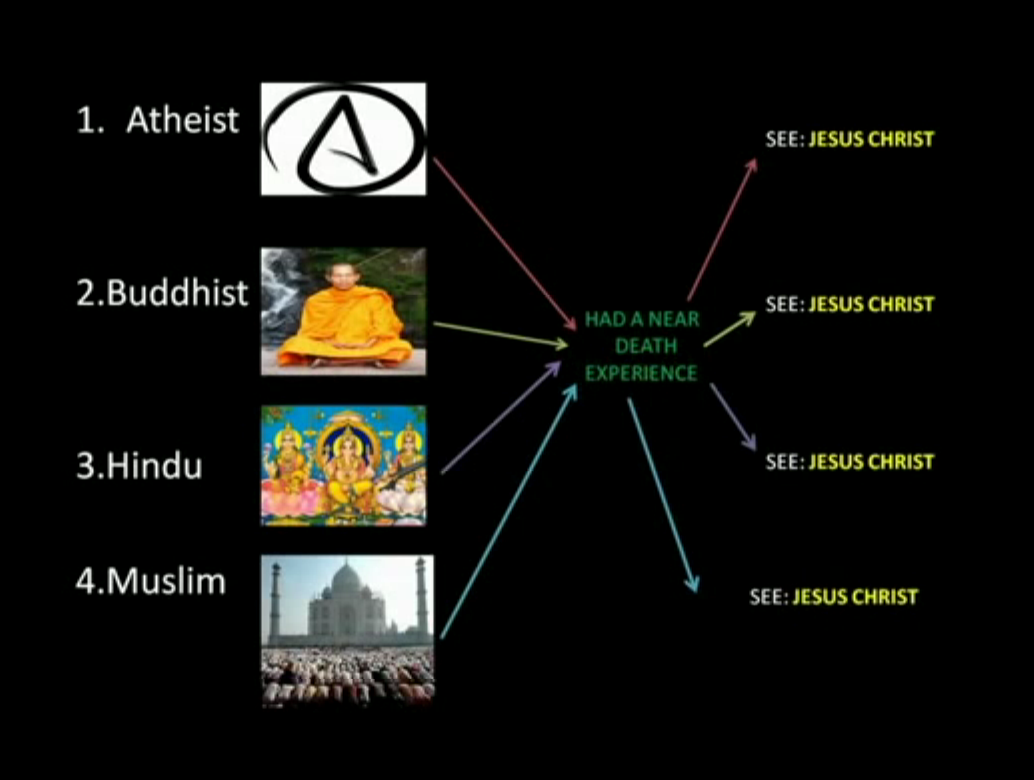 1. Atheist
SEE: JESUS CHRIST
2.Buddhist
SEE: JESUS CHRIST
HAD A NEAR
DEATH
EXPERIENCE
3.Hindu
SEE: JESUS CHRIST
4.Muslim
SEE: JESUS CHRIST